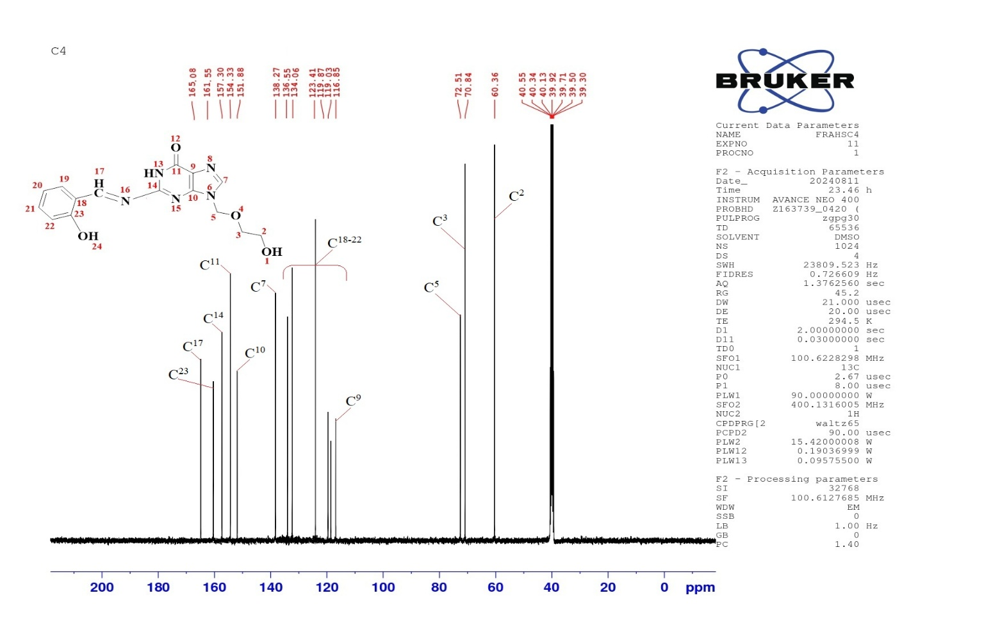 C4
165.08
161.55
157.30
154.33
151.88
138.27
136.55
134.06
123.41
119.87
119.03
116.85
72.51
70.84
60.36
40.55
40.34
40.13
39.92
39.71
39.50
39.30
BRUKER
12
O
13
HN
11
9
8
N
7
17
H
C
16
N
14
15
N
10
6
N
19
20
18
21
23
22
OH
24
5
4
O
3
2
OH
1
C2
C3
C18-22
C11
C7
C5
C14
C17
C10
C23
C9
200 180 160 140 120 100 80 60 40 20 0 ppm
Current Data Parameters
NAME FRAHSC4
EXPNO 11
PROCNO 1
F2 - Acquisition Parameters
Date_ 20240811
Time 23.46 h
INSTRUM AVANCE NEO 400
PROBHD Z163739_0420 (
PULPROG zgpg30
TD 65536
SOLVENT DMSO
NS 1024
DS 4
SWH 23809.523 Hz
FIDRES 0.726609 Hz
AQ 1.3762560 sec
RG 45.2
DW 21.000 usec
DE 20.00 usec
TE 294.5 K
D1 2.00000000 sec
D11 0.03000000 sec
TD0 1
SFO1 100.6228298 MHz
NUC1 13C
P0 2.67 usec
P1 8.00 usec
PLW1 90.00000000 W
SFO2 400.1316005 MHz
NUC2 1H
CPDPRG[2 waltz65
PCPD2 90.00 usec
PLW2 15.42000008 W
PLW12 0.19036999 W
PLW13 0.09575500 W
F2 - Processing parameters
SI 32768
SF 100.6127685 MHz
WDW EM
SSB 0
LB 1.00 Hz
GB 0
PC 1.40